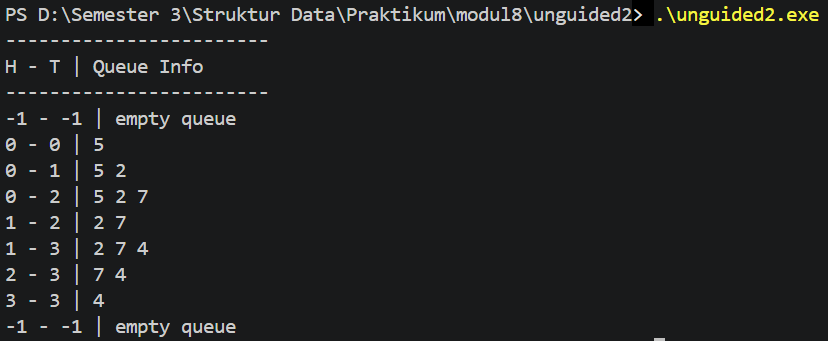 PS D:\Semester 3\Struktur Data\Praktikum\modul8\unguided2> .\unguided2.exe
------------------------
H - T | Queue Info
------------------------
-1 - -1 | empty queue
0 - 0 | 5
0 - 1 | 5 2
0 - 2 | 5 2 7
1 - 2 | 2 7
1 - 3 | 2 7 4
2 - 3 | 7 4
3 - 3 | 4
-1 - -1 | empty queue